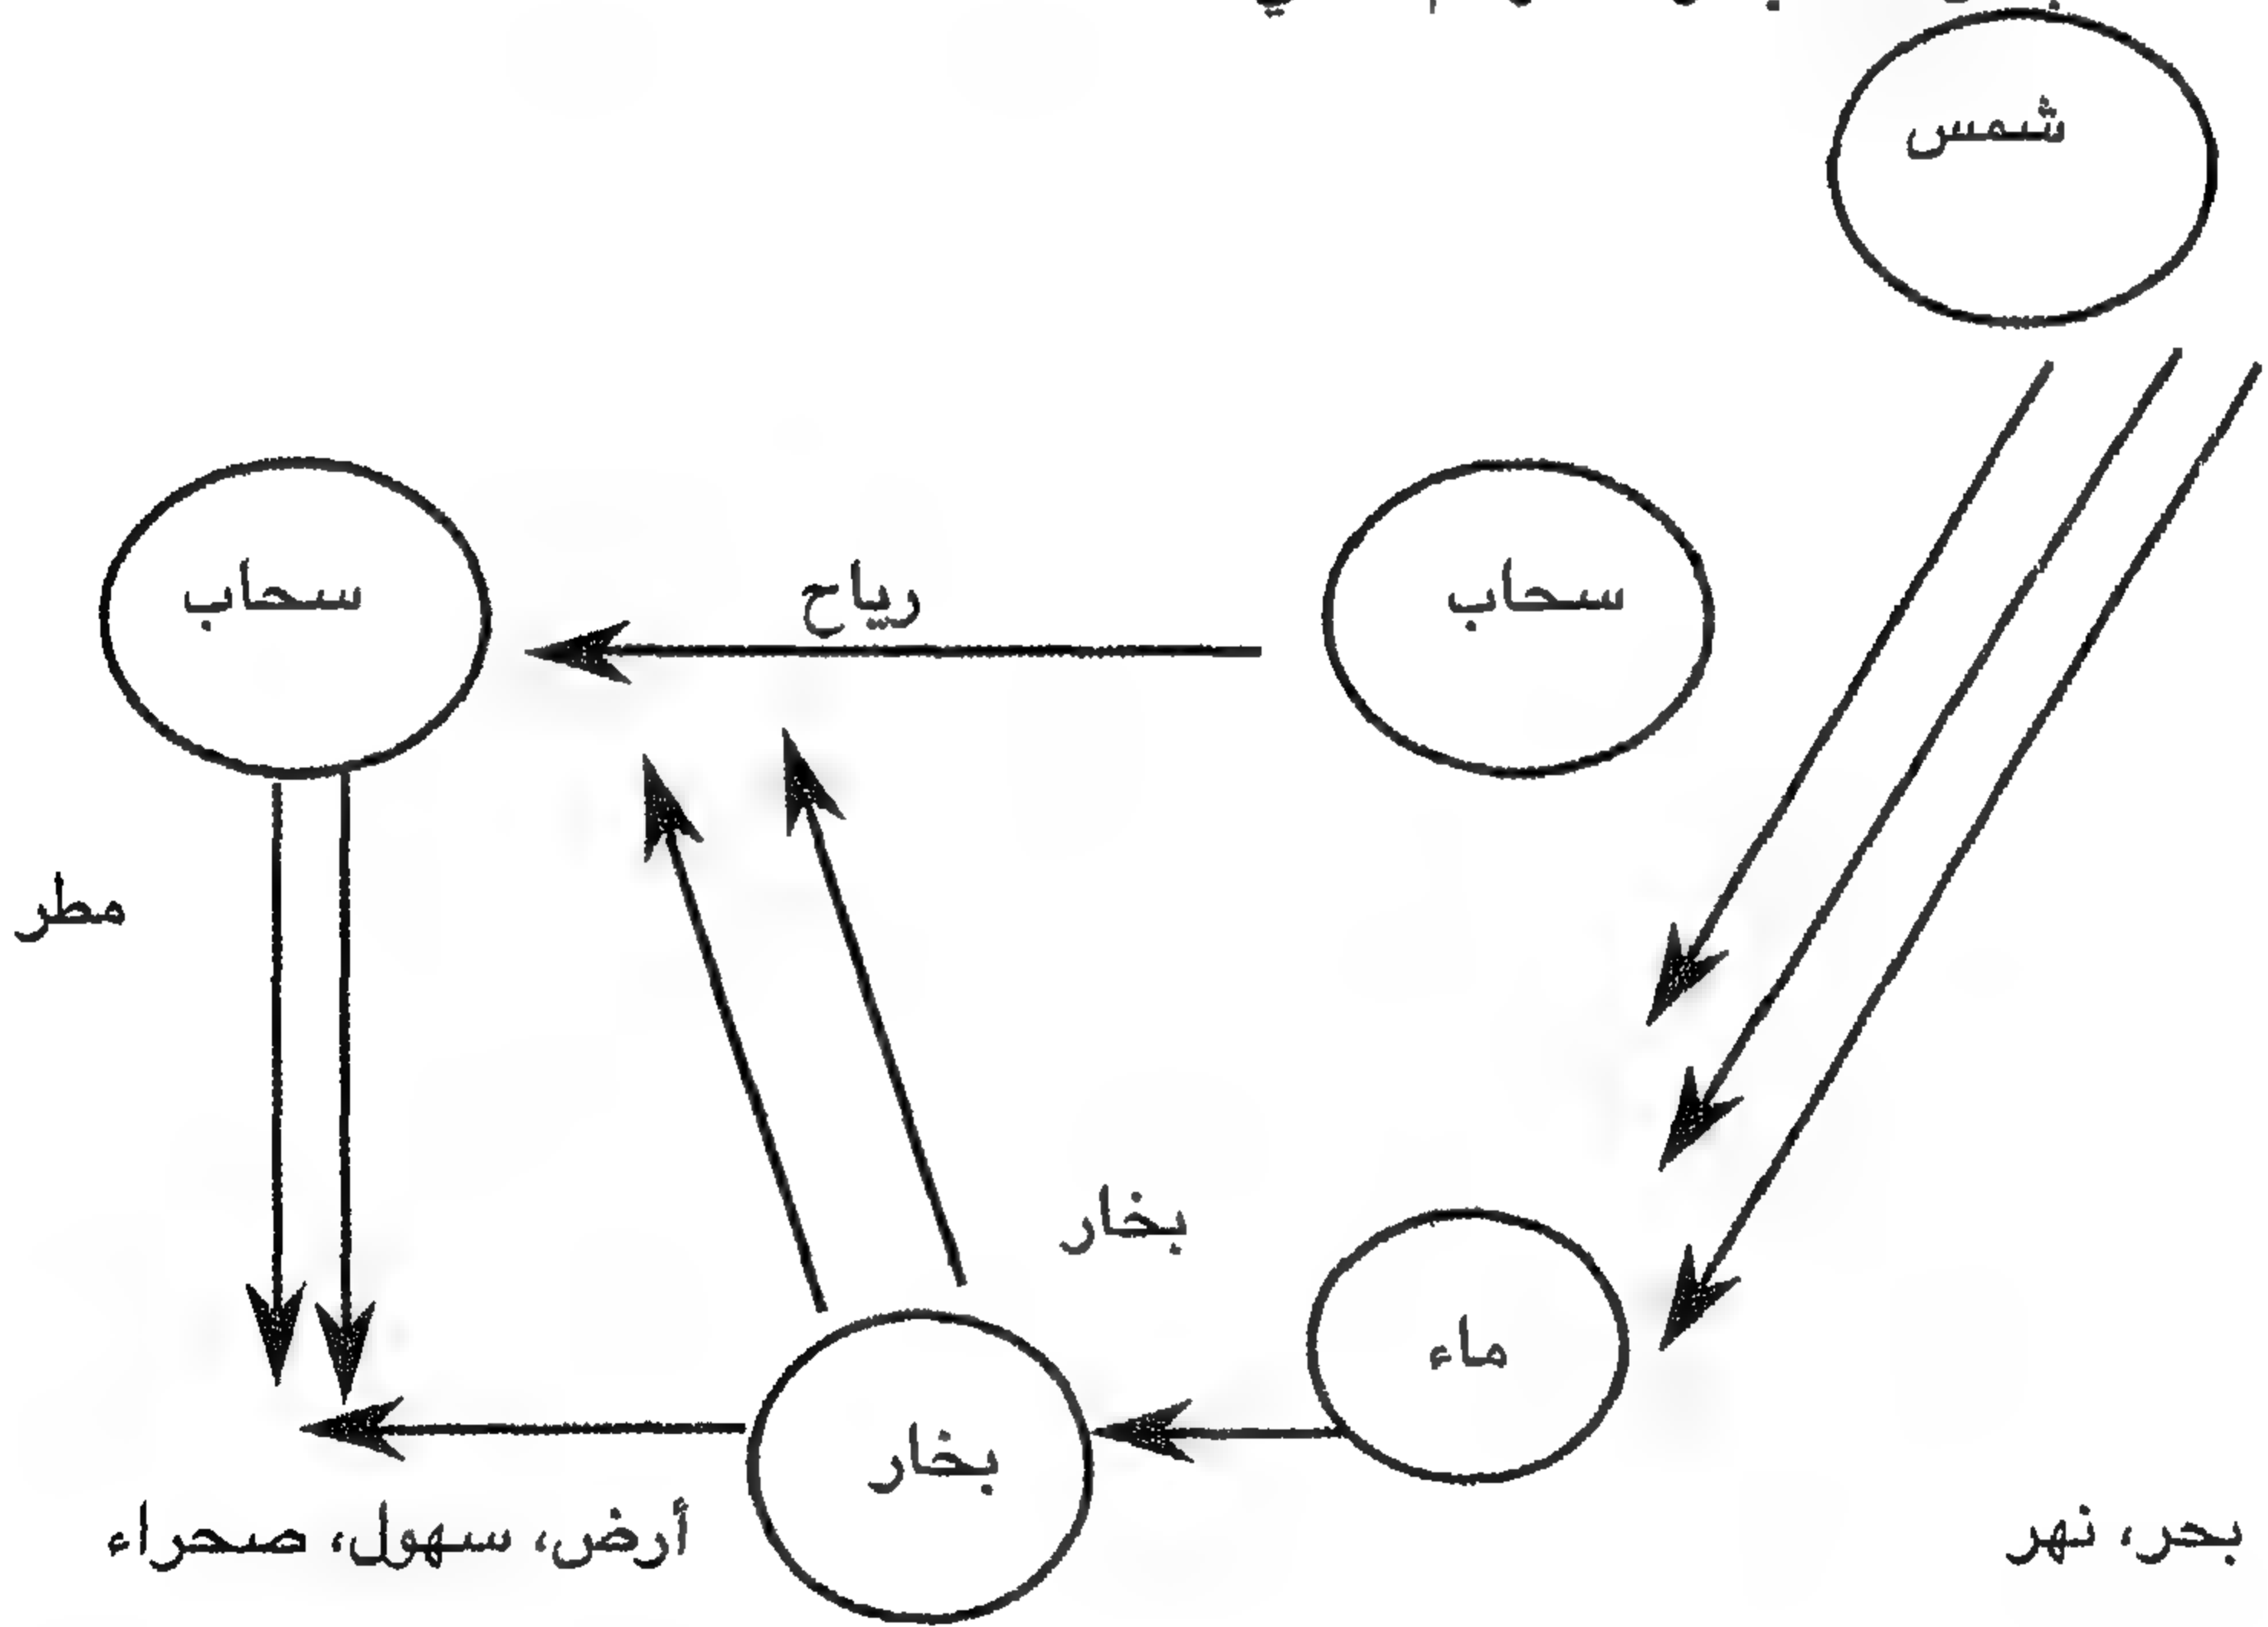 شمس
سحاب
رياح
سحاب
مطر
بخار
ماء
بخار
بحر، نهر
أرض، سهول، صحراء